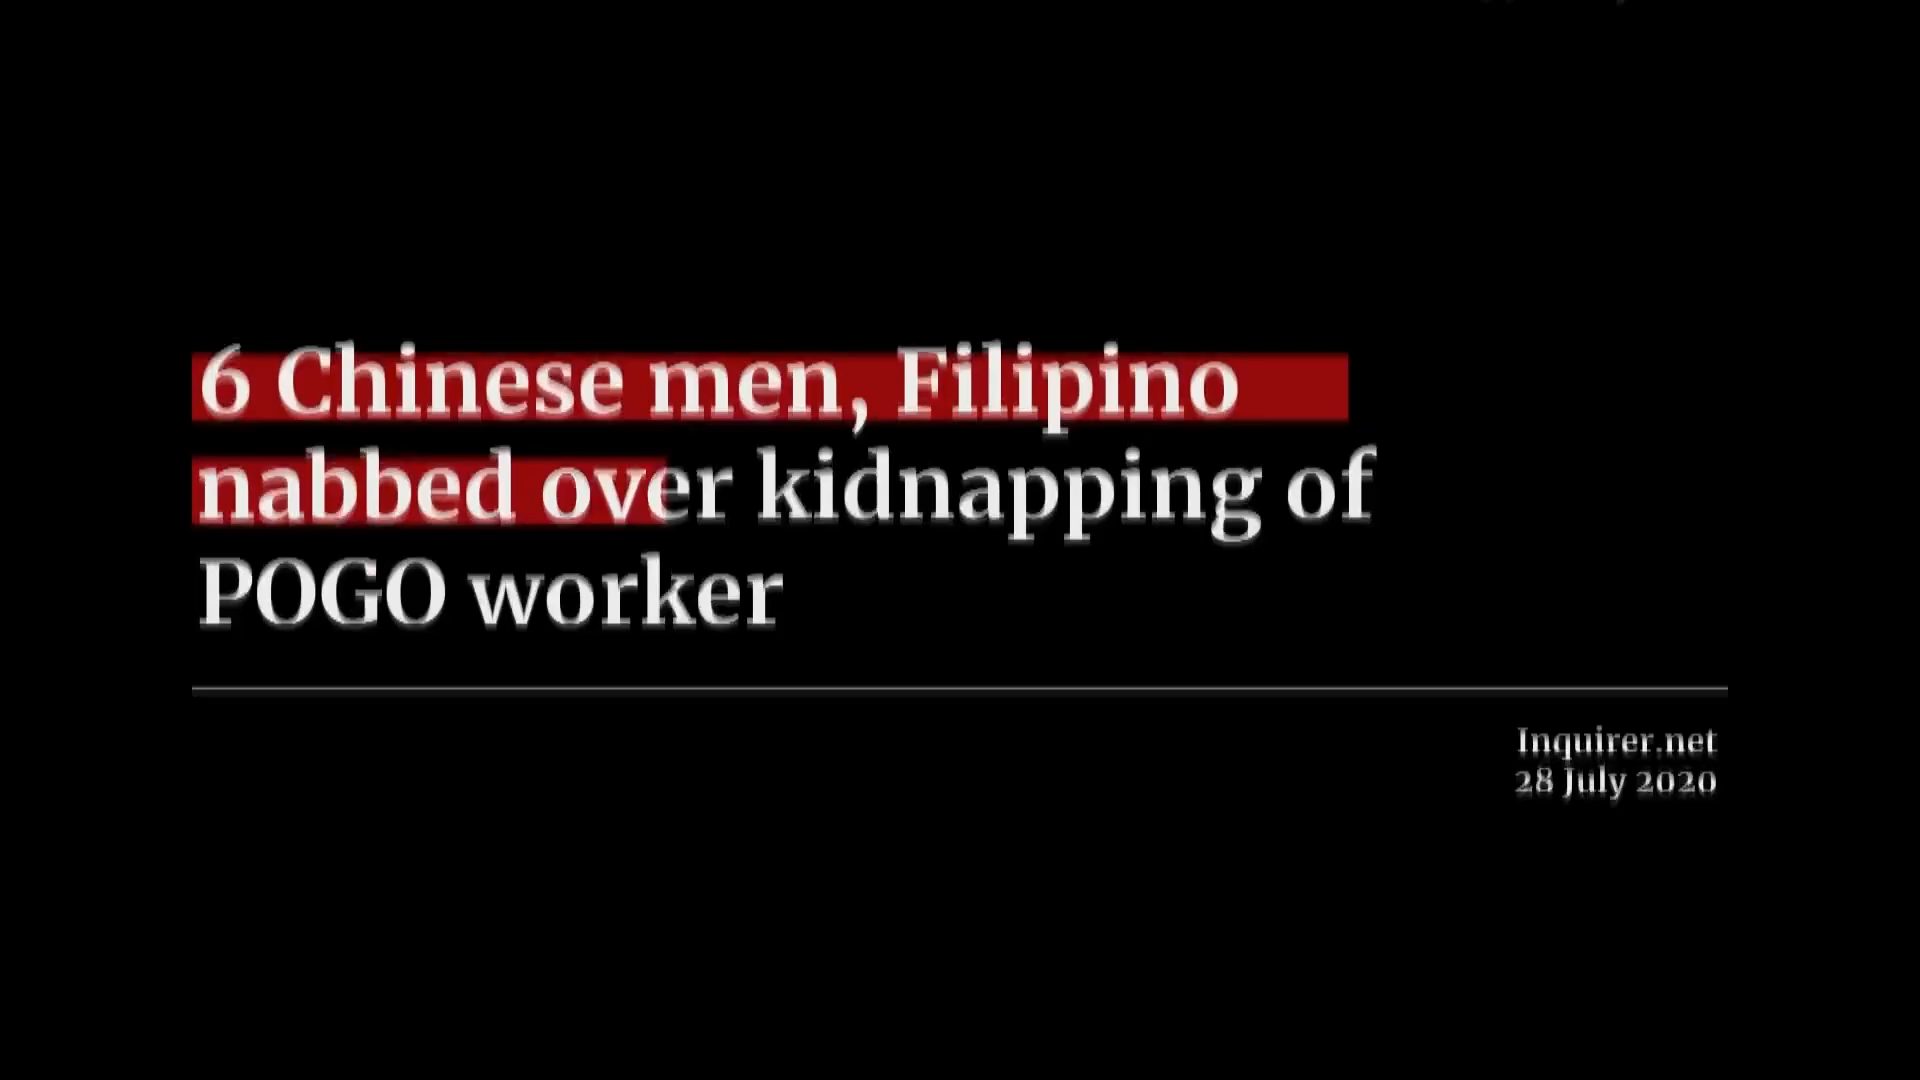 6 Chinese men, Filipino
nabbed over kidnapping of
POGO worker
Inquirer.net
28 July 2020